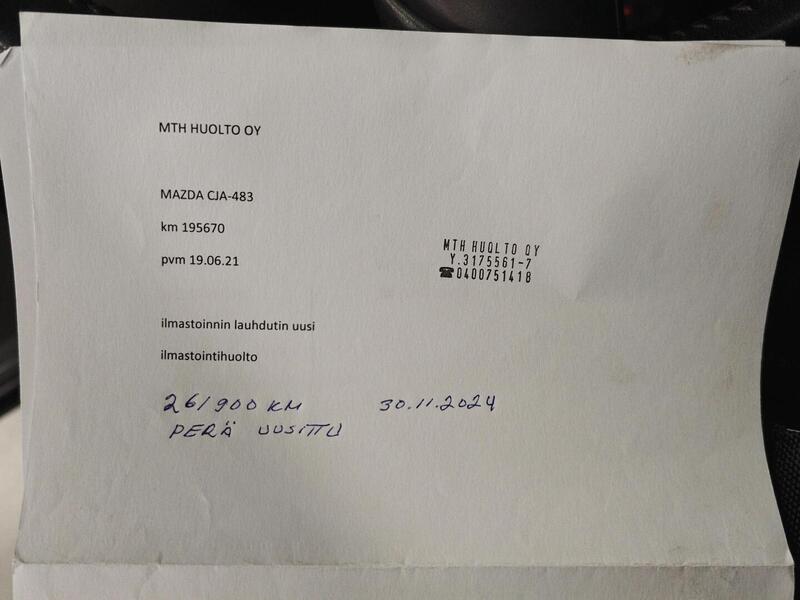 MTH HUOLTO OY
MAZDA CJA-483
km 195670
pvm 19.06.21
MTH HUOLTO OY
Y.3175561-7
☎0400751418
ilmastoinnin lauhdutin uusi
ilmastointihuolto
261900 KM 30.11.2024
PERÄ UUSITTU